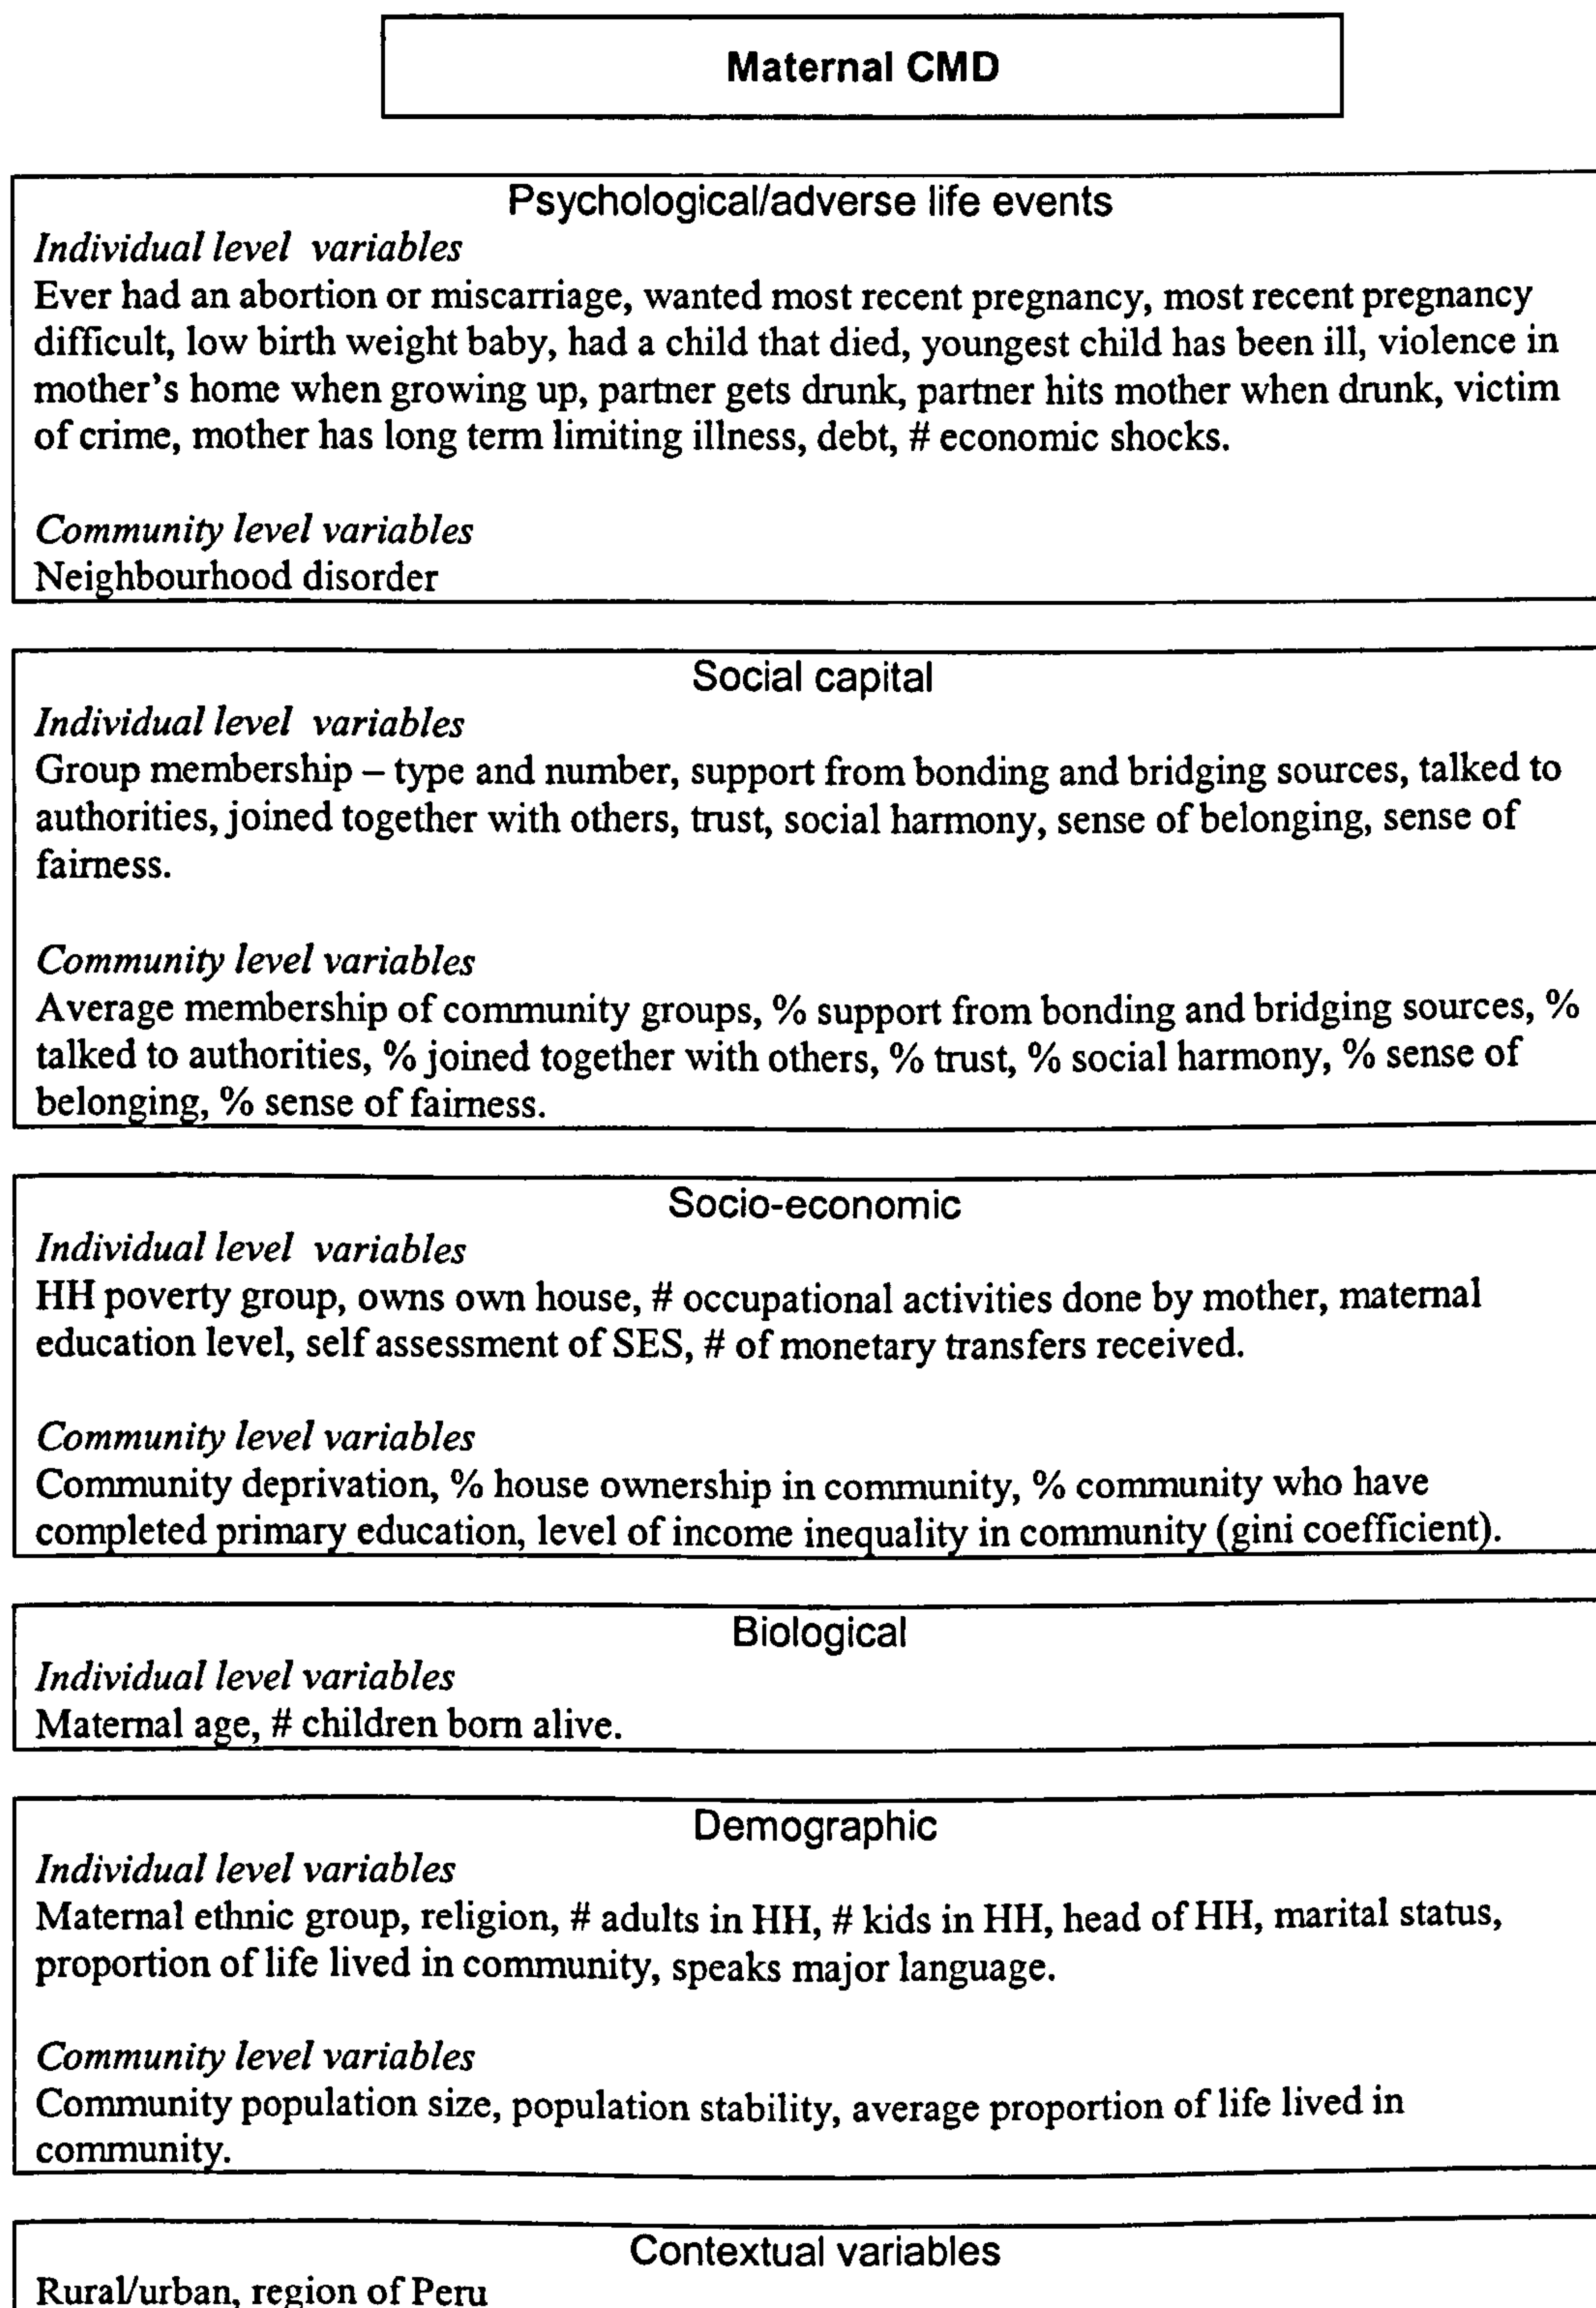 Maternal CMD
Psychological/adverse life events
Individual level variables
Ever had an abortion or miscarriage, wanted most recent pregnancy, most recent pregnancy
difficult, low birth weight baby, had a child that died, youngest child has been ill, violence in
mother's home when growing up, partner gets drunk, partner hits mother when drunk, victim
of crime, mother has long term limiting illness, debt, # economic shocks.
Community level variables
Neighbourhood disorder
Social capital
Individual level variables
Group membership – type and number, support from bonding and bridging sources, talked to
authorities, joined together with others, trust, social harmony, sense of belonging, sense of
fairness.
Community level variables
Average membership of community groups, % support from bonding and bridging sources, %
talked to authorities, % joined together with others, % trust, % social harmony, % sense of
belonging, % sense of fairness.
Socio-economic
Individual level variables
HH poverty group, owns own house, # occupational activities done by mother, maternal
education level, self assessment of SES, # of monetary transfers received.
Community level variables
Community deprivation, % house ownership in community, % community who have
completed primary education, level of income inequality in community (gini coefficient).
Biological
Individual level variables
Maternal age, # children born alive.
Demographic
Individual level variables
Maternal ethnic group, religion, # adults in HH, # kids in HH, head of HH, marital status,
proportion of life lived in community, speaks major language.
Community level variables
Community population size, population stability, average proportion of life lived in
community.
Contextual variables
Rural/urban, region of Peru